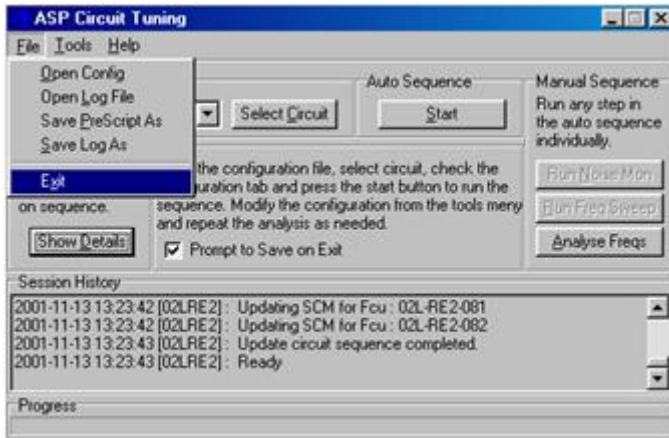 ASP Circuit Tuning
File Tools Help
Open Config
Open Log File
Save PreScript As
Save Log As
Exit
Select Circuit
Auto Sequence
Start
Manual Sequence
Run any step in
the auto sequence
individually.
Run Noise Mon
Run Freq Sweep
Analyse Freqs
on sequence.
Show Details
the configuration file, select circuit, check the
uration tab and press the start button to run the
sequence. Modify the configuration from the tools meny
and repeat the analysis as needed.
Prompt to Save on Exit
Session History
2001-11-13 13:23:42 [02LRE2] : Updating SCM for Fcu : 02L-RE2-081
2001-11-13 13:23:42 [02LRE2] : Updating SCM for Fcu : 02L-RE2-082
2001-11-13 13:23:43 [02LRE2] : Update circuit sequence completed.
2001-11-13 13:23:43 [02LRE2] : Ready
Progress